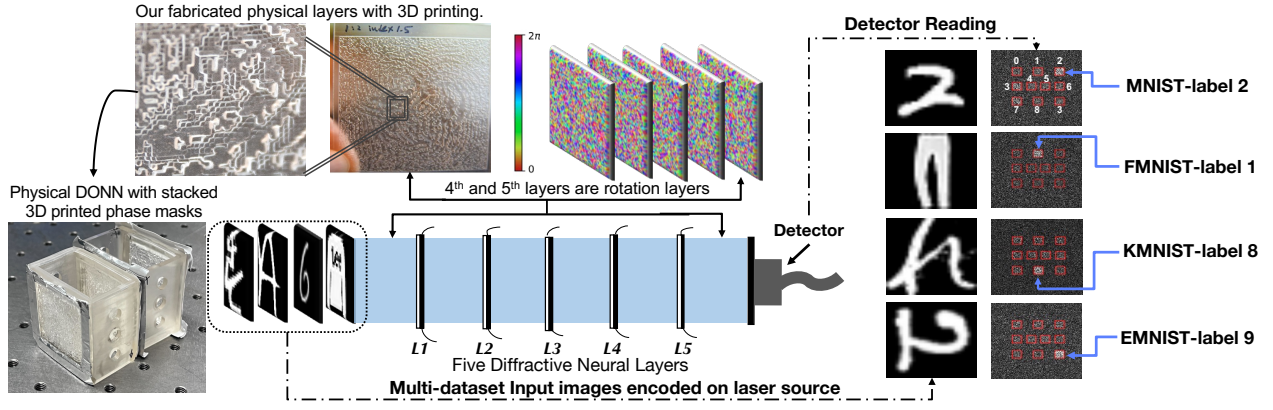 Our fabricated physical layers with 3D printing.
index 1.5
2π
0
4th and 5th layers are rotation layers
Physical DONN with stacked
3D printed phase masks
L1
L2
L3
L4
L5
Five Diffractive Neural Layers
Multi-dataset Input images encoded on laser source
Detector
Detector Reading
0 1 2
4 5
3 6
7 8 3
MNIST-label 2
FMNIST-label 1
KMNIST-label 8
EMNIST-label 9